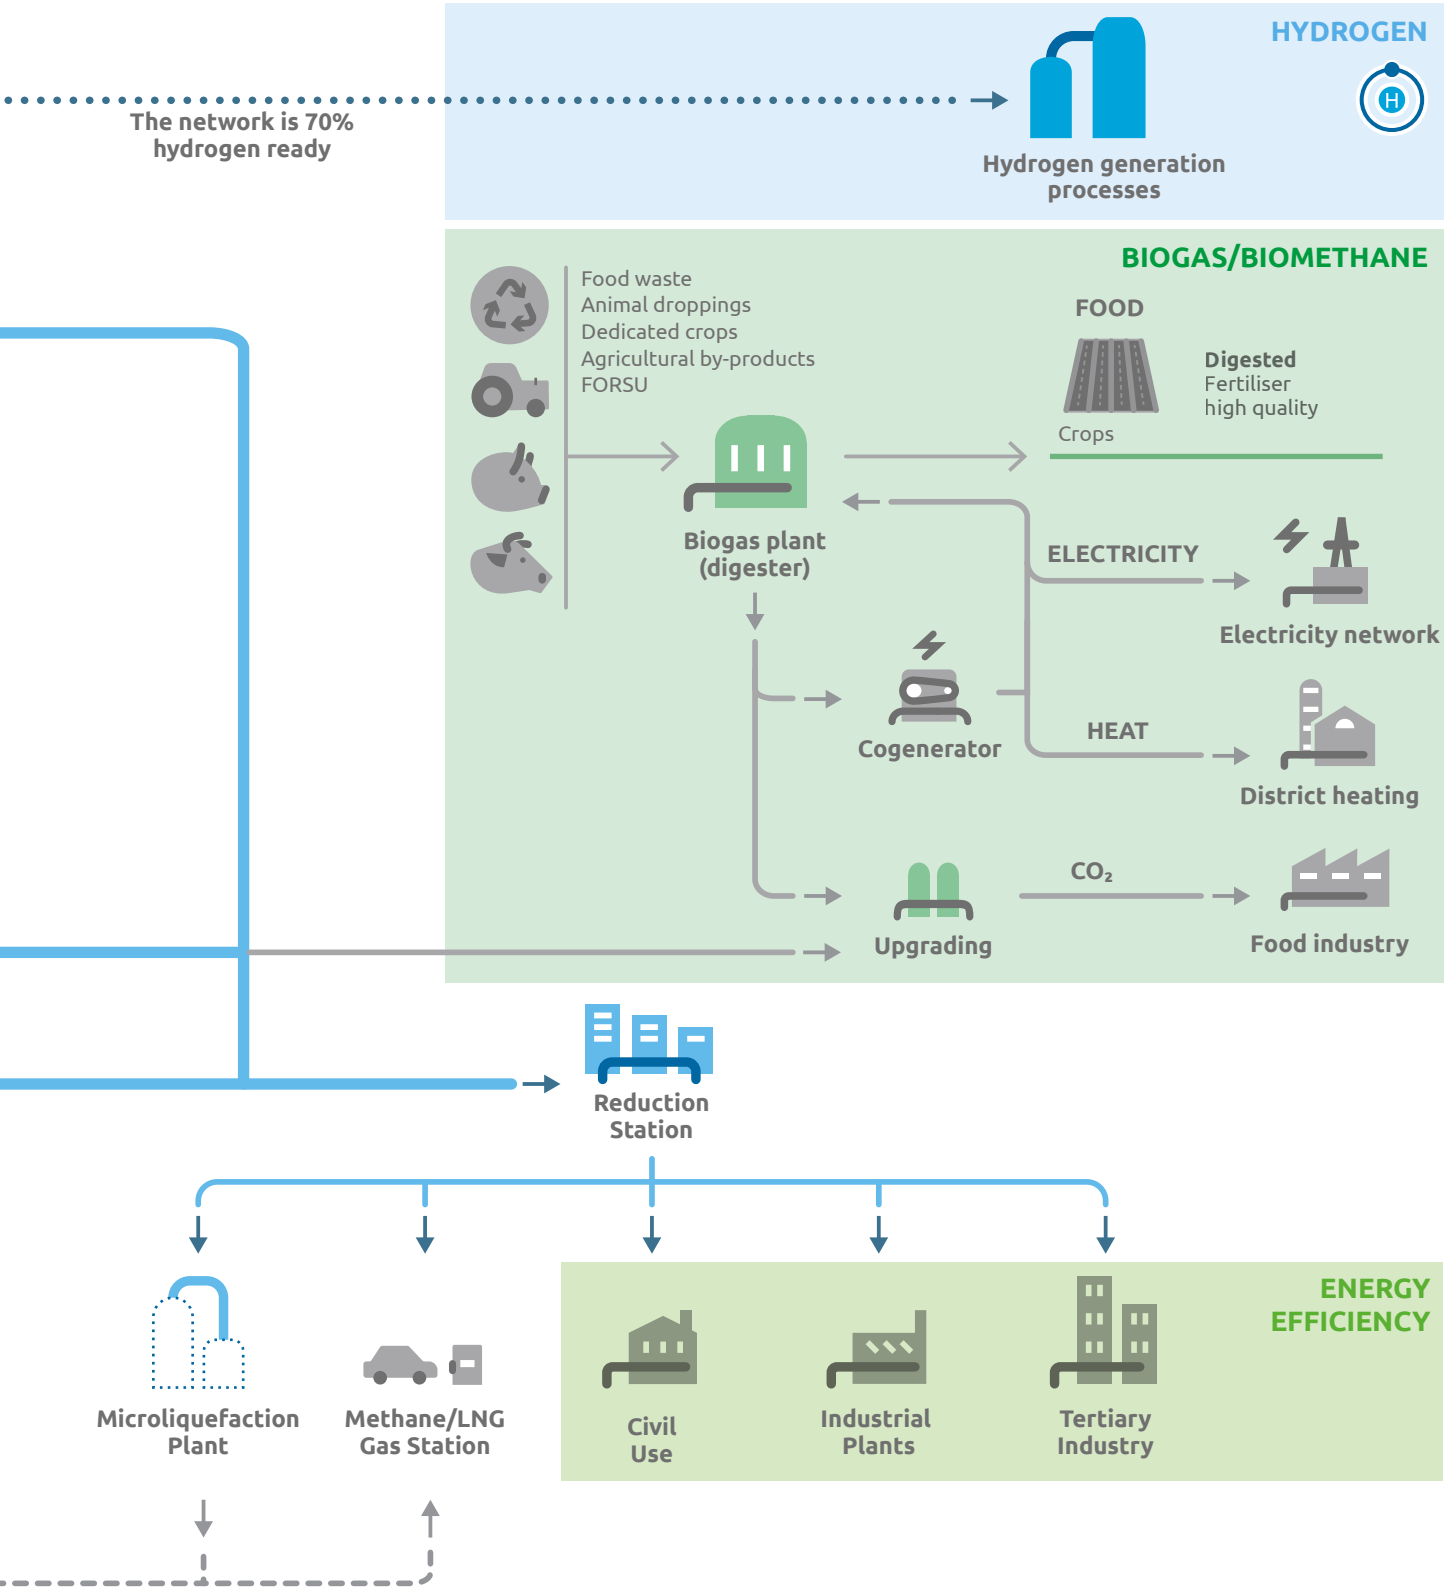 HYDROGEN
H
The network is 70%
hydrogen ready
Hydrogen generation
processes
BIOGAS/BIOMETHANE
Food waste
Animal droppings
Dedicated crops
Agricultural by-products
FORSU
FOOD
Digested
Fertiliser
high quality
Crops
Biogas plant
(digester)
ELECTRICITY
Electricity network
Cogenerator
HEAT
District heating
CO₂
Upgrading
Food industry
Reduction
Station
ENERGY
EFFICIENCY
Microliquefaction
Plant
Methane/LNG
Gas Station
Civil
Use
Industrial
Plants
Tertiary
Industry